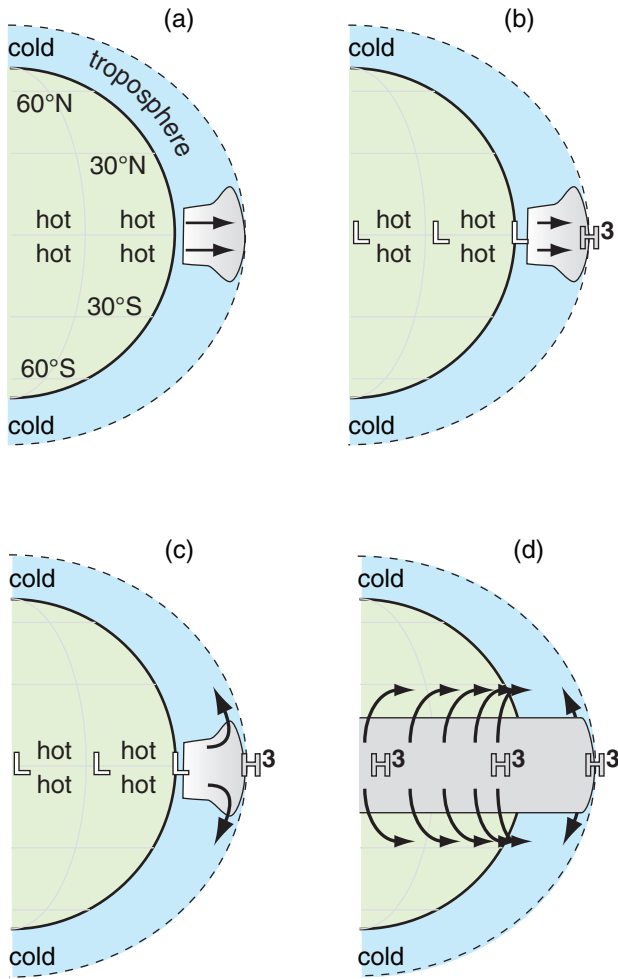 (a)
cold
troposphere
60°N
30°N
hot hot
hot hot
30°S
60°S
cold
(b)
cold
L hot L hot L H3
hot hot
cold
(c)
cold
L hot L hot L H3
hot hot
cold
(d)
cold
H3 H3 H3
cold